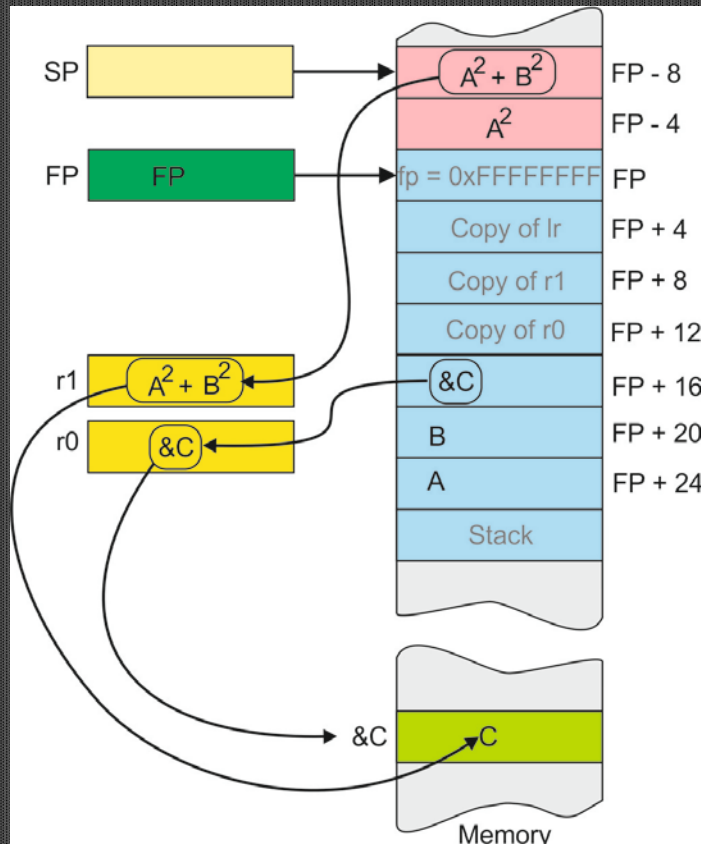 SP
A² + B²
FP - 8
A²
FP - 4
FP
FP
fp = 0xFFFFFFFF
FP
Copy of lr
FP + 4
Copy of r1
FP + 8
Copy of r0
FP + 12
r1
A² + B²
&C
FP + 16
r0
&C
B
FP + 20
A
FP + 24
Stack
&C
C
Memory